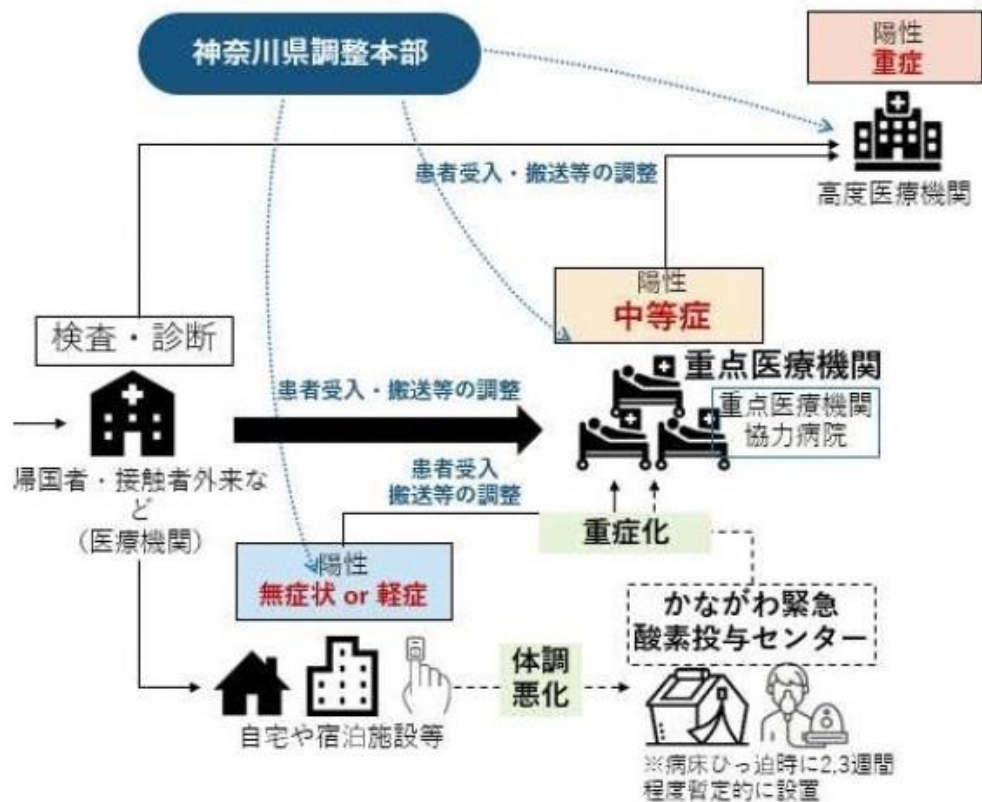 神奈川県調整本部
陽性
重症
高度医療機関
患者受入・搬送等の調整
陽性
中等症
検査・診断
重点医療機関
重点医療機関
協力病院
患者受入・搬送等の調整
帰国者・接触者外来な
ど
（医療機関）
患者受入
搬送等の調整
重症化
陽性
無症状 or 軽症
かながわ緊急
酸素投与センター
体調
悪化
自宅や宿泊施設等
※病床ひっ迫時に2,3週間
程度暫定的に設置